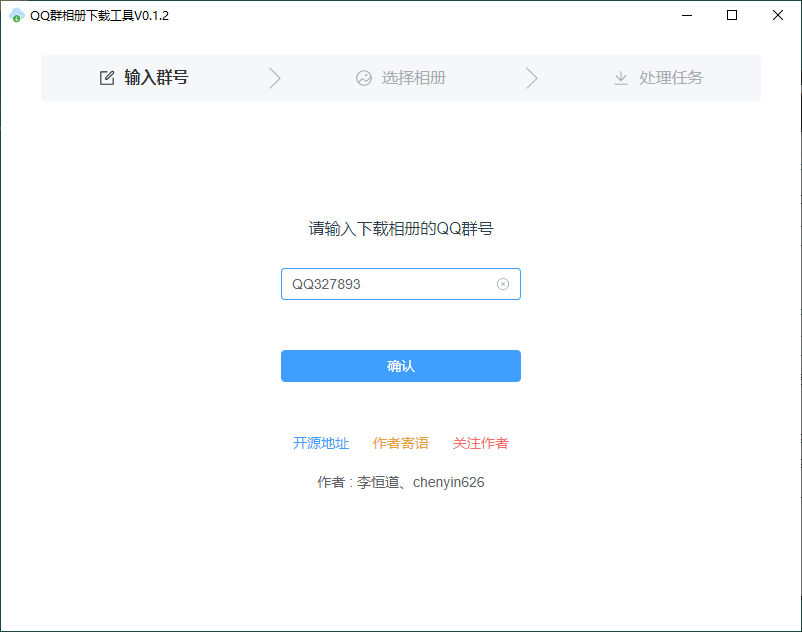 QQ群相册下载工具V0.1.2
输入群号 选择相册 处理任务
请输入下载相册的QQ群号
QQ327893
确认
开源地址 作者寄语 关注作者
作者 : 李恒道、chenyin626